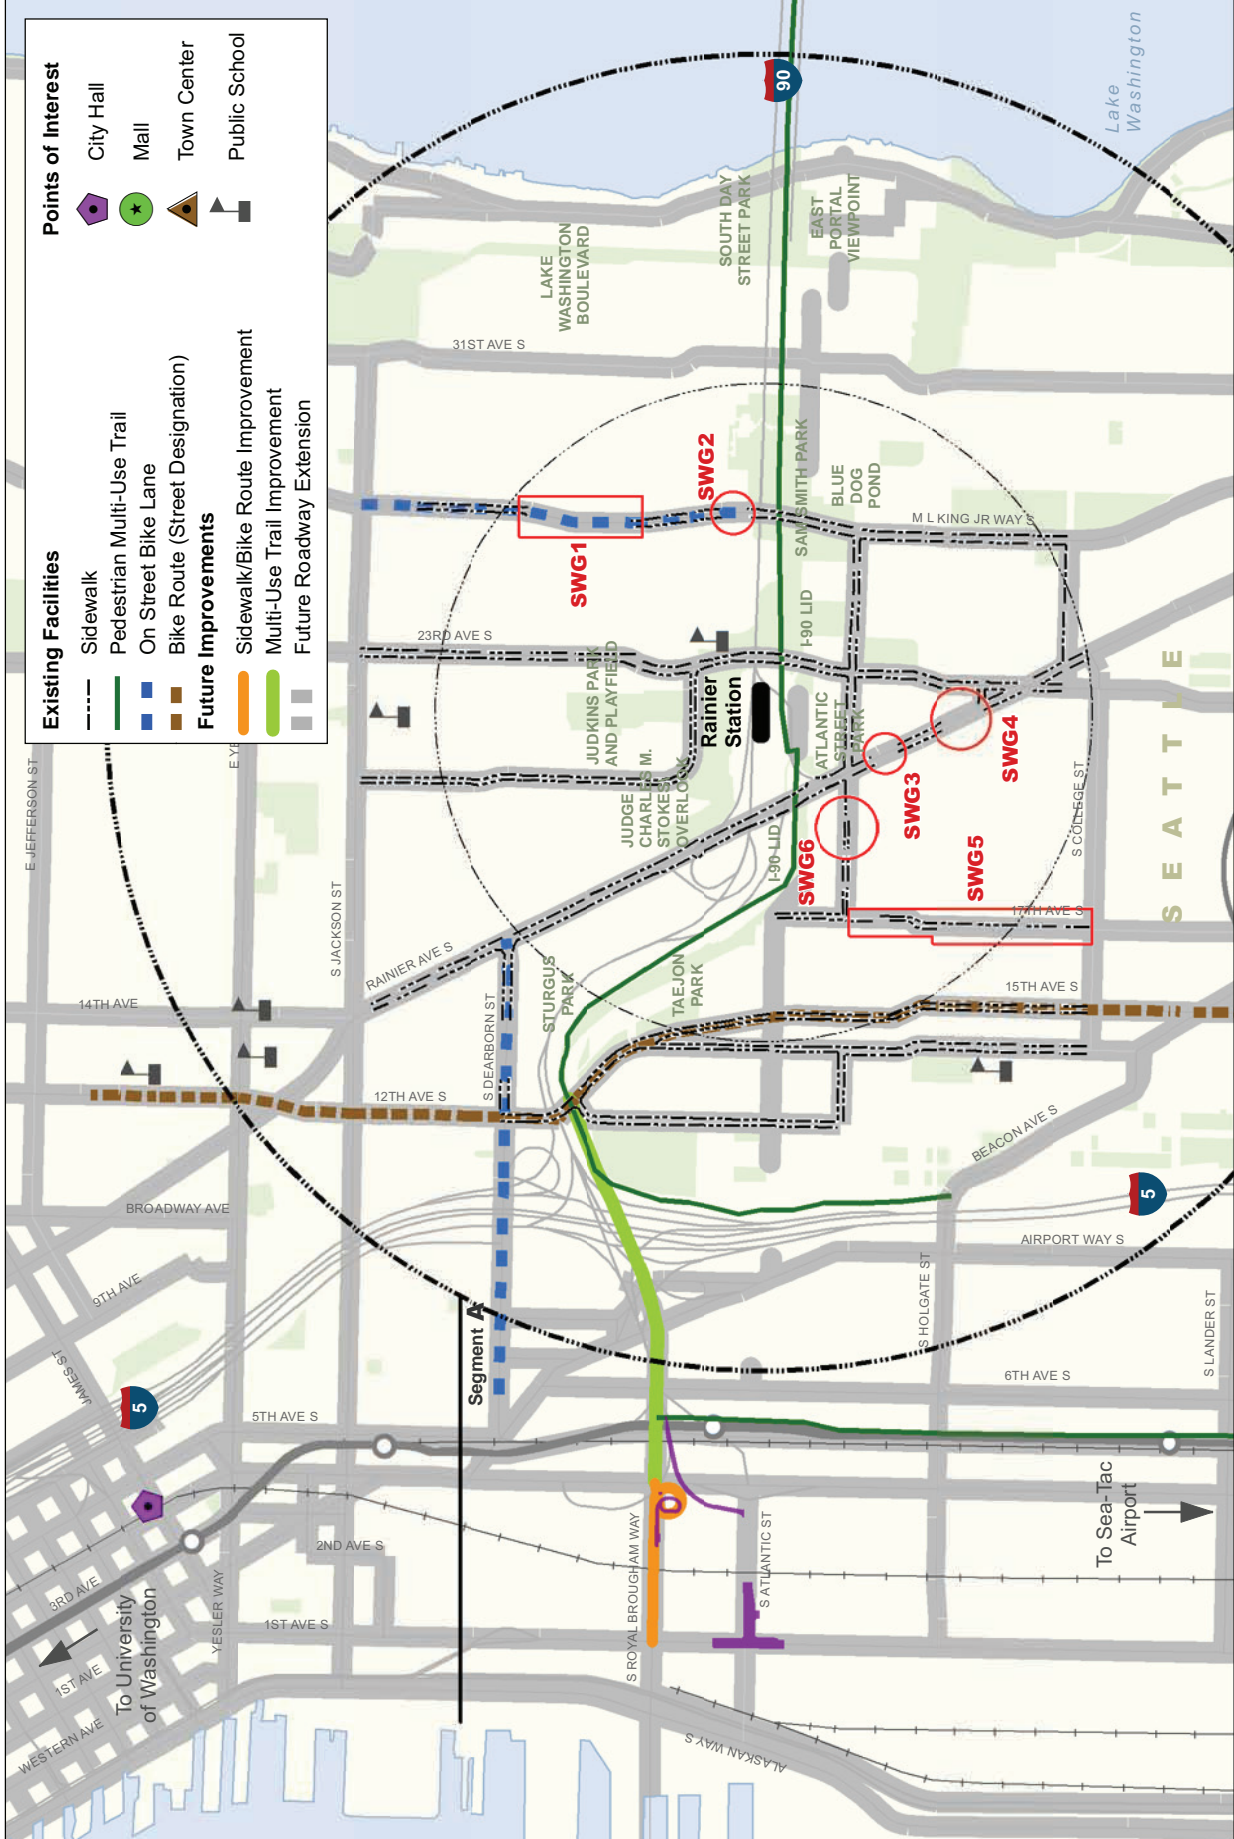 Existing Facilities
Sidewalk
Pedestrian Multi-Use Trail
On Street Bike Lane
Bike Route (Street Designation)
Future Improvements
Sidewalk/Bike Route Improvement
Multi-Use Trail Improvement
Future Roadway Extension
Points of Interest
City Hall
Mall
Town Center
Public School
E JEFFERSON ST
E YE
14TH AVE
12TH AVE S
BROADWAY AVE
9TH AVE
JAMES ST
5
5TH AVE S
3RD AVE
2ND AVE S
1ST AVE S
1ST AVE
WESTERN AVE
YESLER WAY
To University
of Washington
S JACKSON ST
RAINIER AVE S
S DEARBORN ST
23RD AVE S
31ST AVE S
Segment A
LAKE
WASHINGTON
BOULEVARD
SOUTH DAY
STREET PARK
EAST
PORTAL
VIEWPOINT
90
Lake
Washington
SWG1
SWG2
SAM SMITH PARK
BLUE
DOG
POND
M L KING JR WAY S
JUDKINS PARK
AND PLAYFIELD
I-90 LID
Rainier
Station
JUDGE
CHARLES M.
STOKES
OVERLOOK
ATLANTIC
STREET
PARK
I-90 LID
SWG3
SWG4
SWG5
SWG6
17TH AVE S
S COLLEGE ST
SEATTLE
STURGUS
PARK
TAEJON
PARK
15TH AVE S
BEACON AVE S
5
AIRPORT WAY S
S HOLGATE ST
S LANDER ST
6TH AVE S
S ROYAL BROUGHAM WAY
S ATLANTIC ST
ALASKAN WAY S
To Sea-Tac
Airport